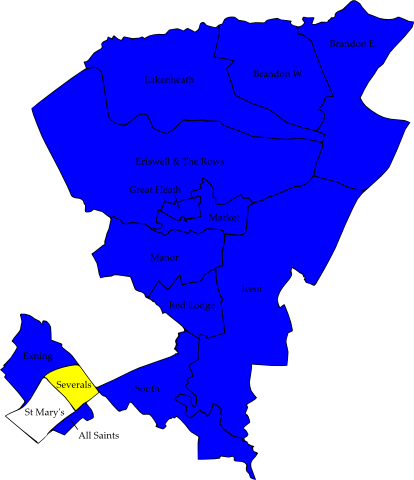 Brandon E
Brandon W
Lakenheath
Eriswell & The Rows
Great Heath
Market
Manor
Iceni
Red Lodge
Exning
Severals
South
St Mary's
All Saints